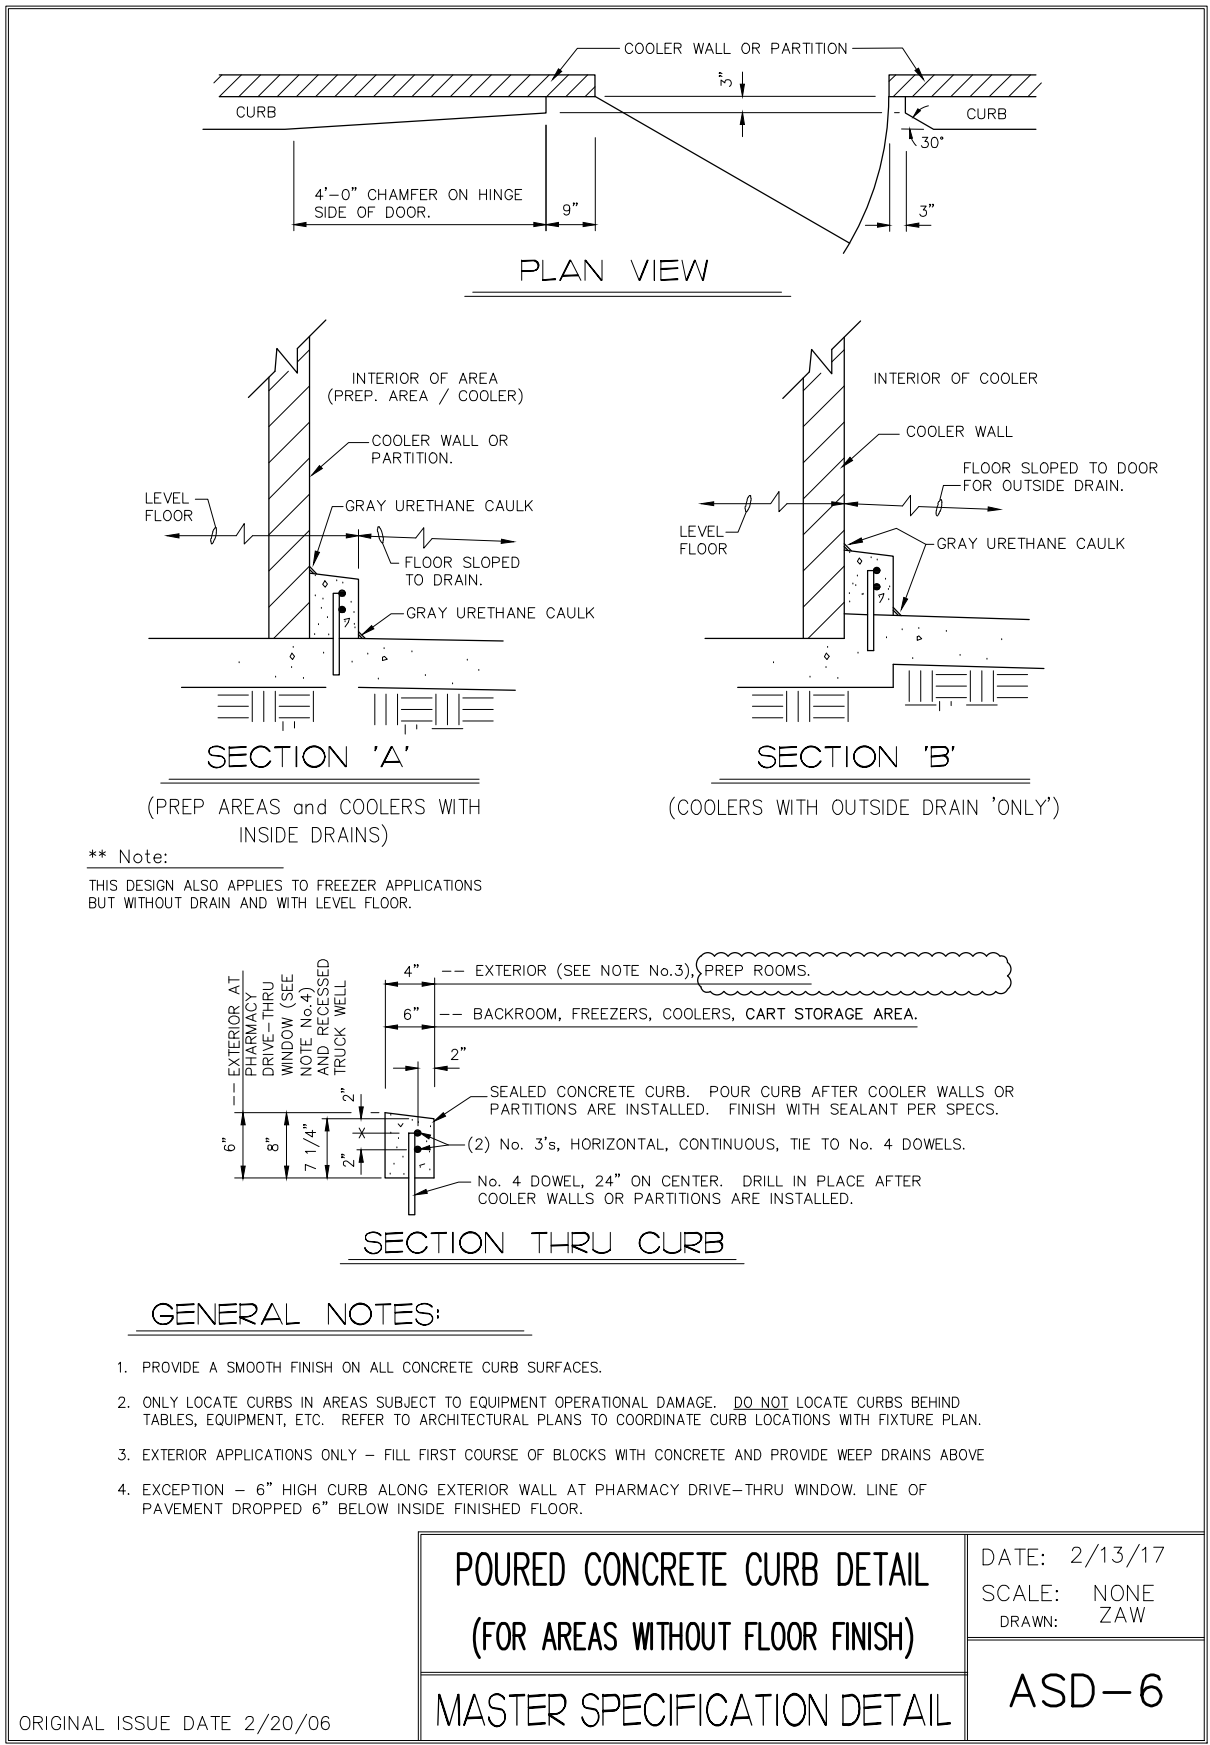 COOLER WALL OR PARTITION
3"
CURB
CURB
30°
4'-0" CHAMFER ON HINGE
SIDE OF DOOR.
9"
3"
PLAN VIEW
INTERIOR OF AREA
(PREP. AREA / COOLER)
COOLER WALL OR
PARTITION.
LEVEL
FLOOR
GRAY URETHANE CAULK
FLOOR SLOPED
TO DRAIN.
GRAY URETHANE CAULK
SECTION 'A'
(PREP AREAS and COOLERS WITH
INSIDE DRAINS)
INTERIOR OF COOLER
COOLER WALL
FLOOR SLOPED TO DOOR
FOR OUTSIDE DRAIN.
LEVEL
FLOOR
GRAY URETHANE CAULK
SECTION 'B'
(COOLERS WITH OUTSIDE DRAIN 'ONLY')
** Note:
THIS DESIGN ALSO APPLIES TO FREEZER APPLICATIONS
BUT WITHOUT DRAIN AND WITH LEVEL FLOOR.
-- EXTERIOR AT
PHARMACY
DRIVE-THRU
WINDOW (SEE
NOTE No.4)
AND RECESSED
TRUCK WELL
4" -- EXTERIOR (SEE NOTE No.3), PREP ROOMS.
6" -- BACKROOM, FREEZERS, COOLERS, CART STORAGE AREA.
2"
2"
SEALED CONCRETE CURB. POUR CURB AFTER COOLER WALLS OR
PARTITIONS ARE INSTALLED. FINISH WITH SEALANT PER SPECS.
6"
8"
7 1/4"
2"
(2) No. 3's, HORIZONTAL, CONTINUOUS, TIE TO No. 4 DOWELS.
No. 4 DOWEL, 24" ON CENTER. DRILL IN PLACE AFTER
COOLER WALLS OR PARTITIONS ARE INSTALLED.
SECTION THRU CURB
GENERAL NOTES:
1. PROVIDE A SMOOTH FINISH ON ALL CONCRETE CURB SURFACES.
2. ONLY LOCATE CURBS IN AREAS SUBJECT TO EQUIPMENT OPERATIONAL DAMAGE. DO NOT LOCATE CURBS BEHIND
TABLES, EQUIPMENT, ETC. REFER TO ARCHITECTURAL PLANS TO COORDINATE CURB LOCATIONS WITH FIXTURE PLAN.
3. EXTERIOR APPLICATIONS ONLY - FILL FIRST COURSE OF BLOCKS WITH CONCRETE AND PROVIDE WEEP DRAINS ABOVE
4. EXCEPTION - 6" HIGH CURB ALONG EXTERIOR WALL AT PHARMACY DRIVE-THRU WINDOW. LINE OF
PAVEMENT DROPPED 6" BELOW INSIDE FINISHED FLOOR.
POURED CONCRETE CURB DETAIL
(FOR AREAS WITHOUT FLOOR FINISH)
MASTER SPECIFICATION DETAIL
DATE: 2/13/17
SCALE: NONE
DRAWN: ZAW
ASD-6
ORIGINAL ISSUE DATE 2/20/06